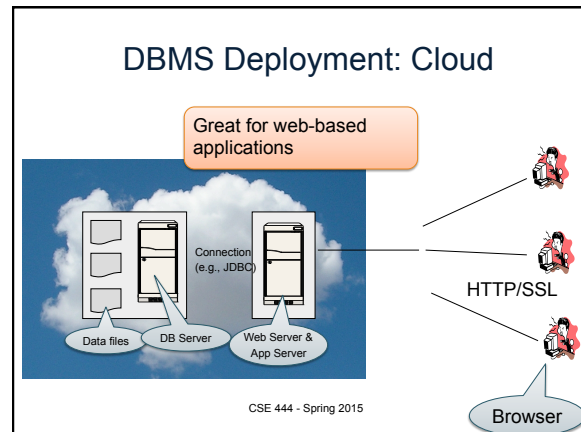 DBMS Deployment: Cloud
Great for web-based
applications
Connection
(e.g., JDBC)
Data files
DB Server
Web Server &
App Server
HTTP/SSL
Browser
CSE 444 - Spring 2015